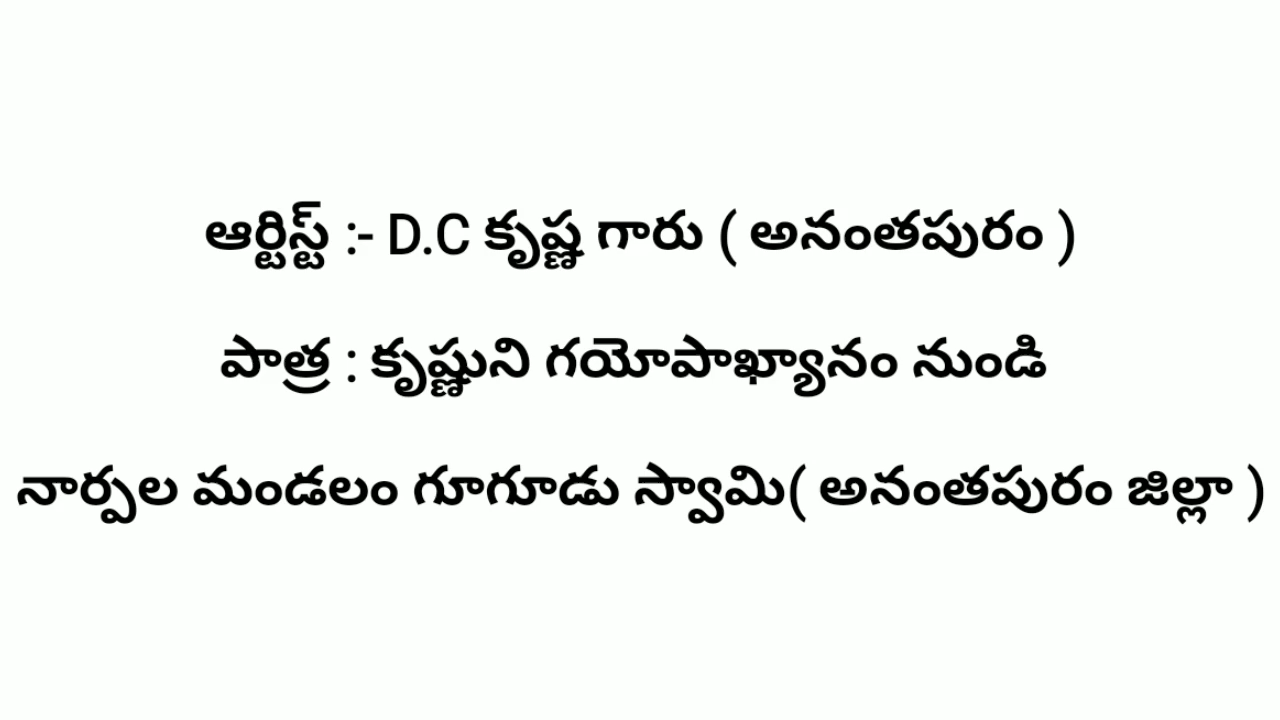 ఆర్టిస్ట్ :- D.C కృష్ణ గారు ( అనంతపురం )
పాత్ర : కృష్ణుని గయోపాఖ్యానం నుండి
నార్పల మండలం గూగూడు స్వామి( అనంతపురం జిల్లా )